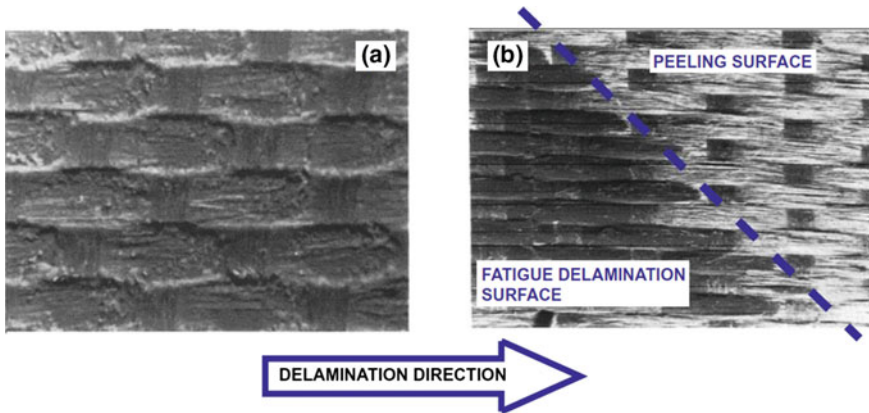 (a)
(b)
PEELING SURFACE
FATIGUE DELAMINATION
SURFACE
DELAMINATION DIRECTION